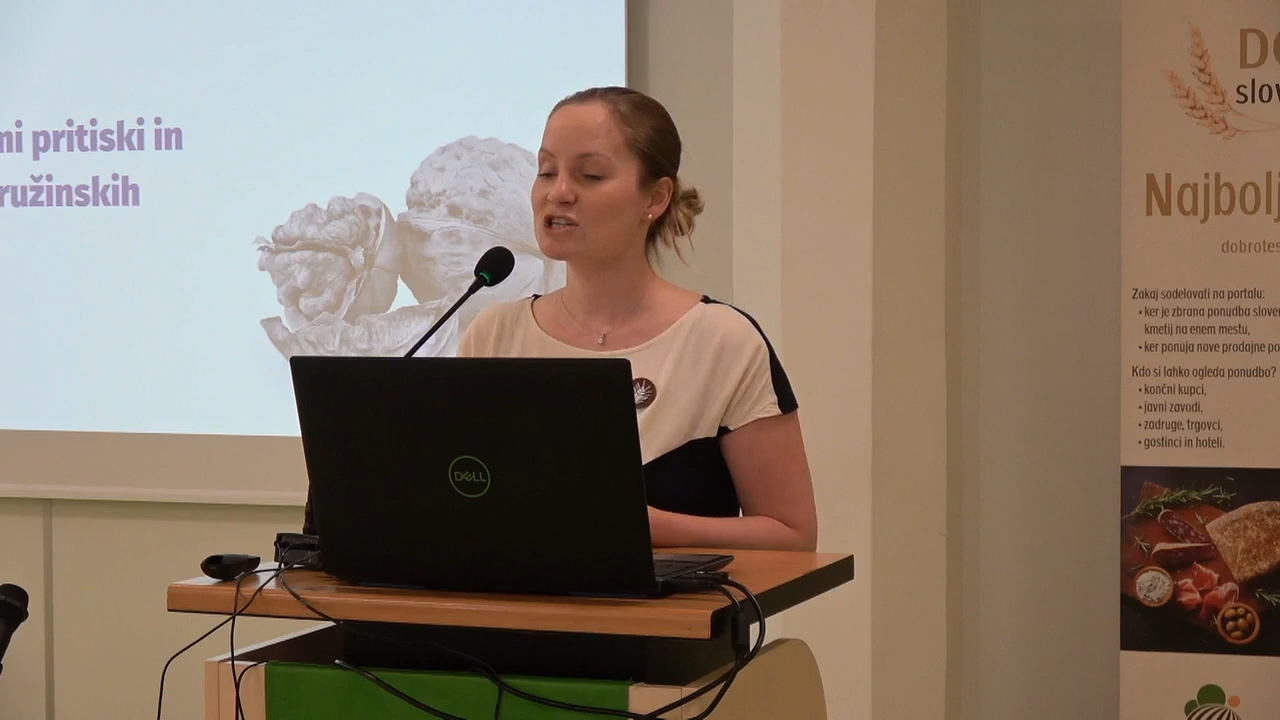 mi pritiski in
ružinskih
DELL
slov
Najbolj
dobrotes
Zakaj sodelovati na portalu:
• ker je zbrana ponudba slove
kmetij na enem mestu,
• ker ponuja nove prodajne po
Kdo si lahko ogleda ponudbo?
• končni kupci,
• javni zavodi,
• zadruge, trgovci,
• gostinci in hoteli.